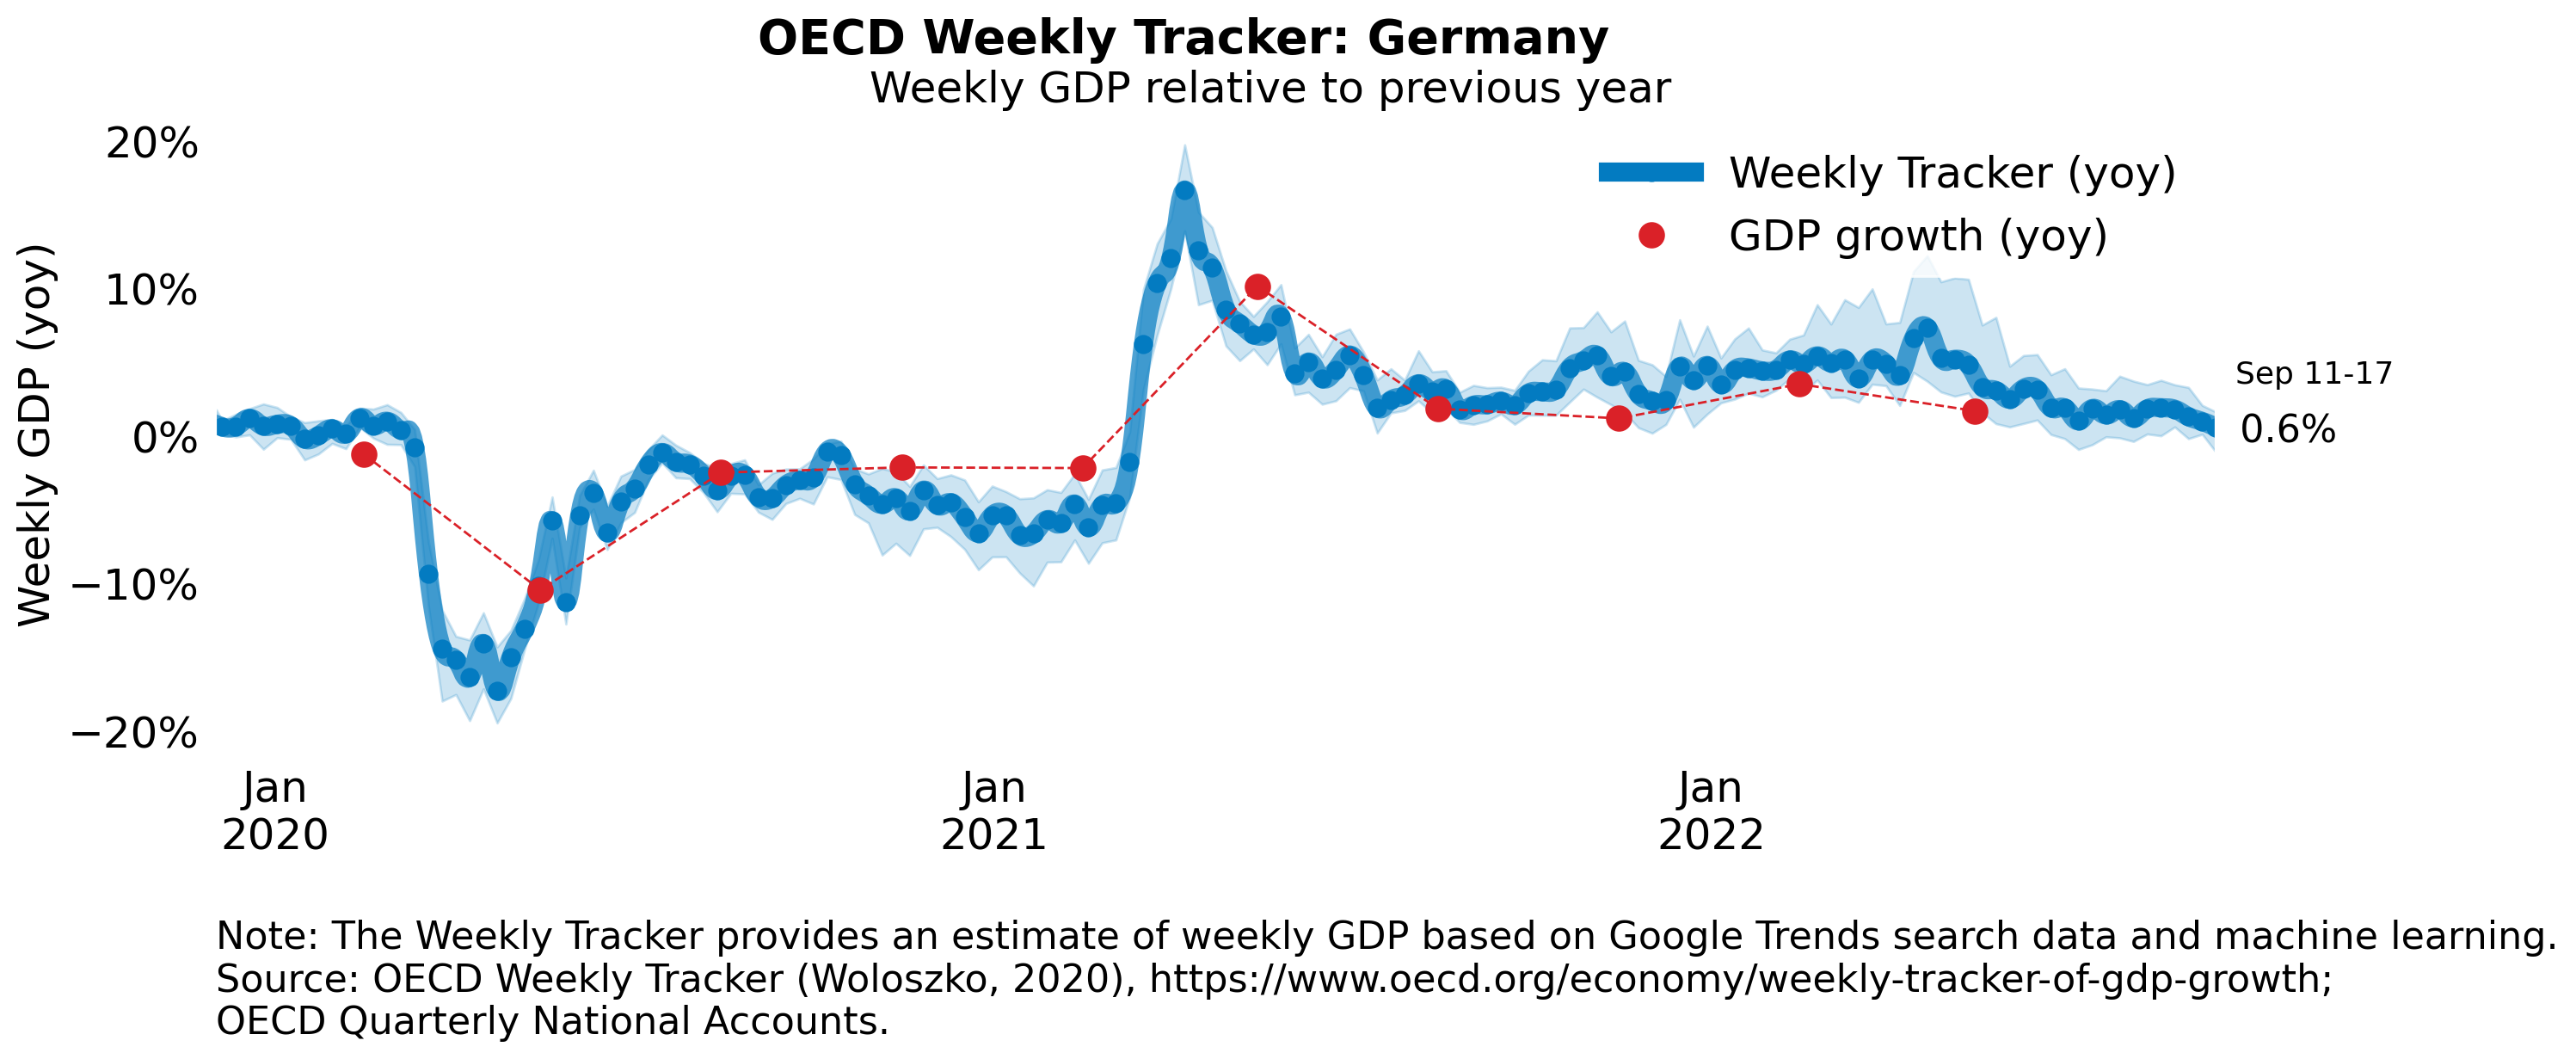 OECD Weekly Tracker: Germany
Weekly GDP relative to previous year
Weekly GDP (yoy)
20%
10%
0%
−10%
−20%
Weekly Tracker (yoy)
GDP growth (yoy)
Sep 11-17
0.6%
Jan
2020
Jan
2021
Jan
2022
Note: The Weekly Tracker provides an estimate of weekly GDP based on Google Trends search data and machine learning.
Source: OECD Weekly Tracker (Woloszko, 2020), https://www.oecd.org/economy/weekly-tracker-of-gdp-growth;
OECD Quarterly National Accounts.